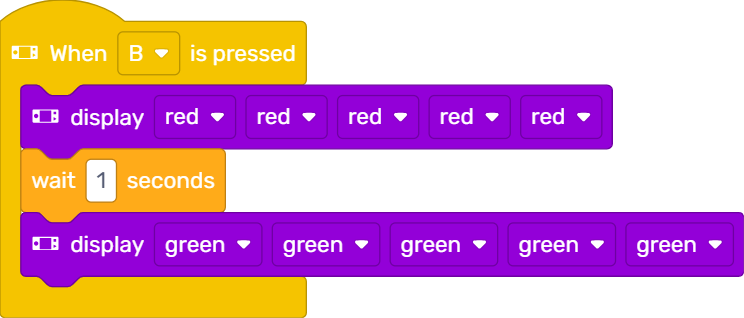 When B is pressed
display red red red red red
wait 1 seconds
display green green green green green